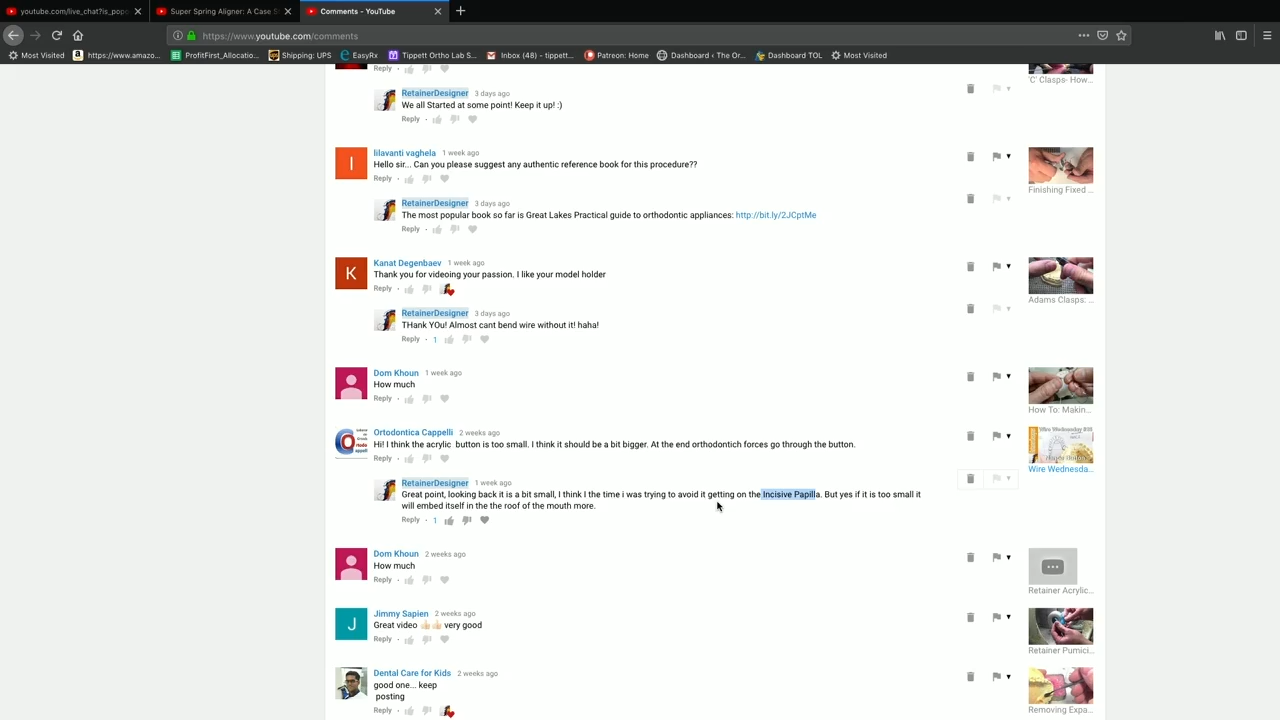 youtube.com/live_chat?is_pop
Super Spring Aligner: A Case S
Comments - YouTube
https://www.youtube.com/comments
Most Visited
https://www.amazo...
ProfitFirst_Allocatio...
Shipping: UPS
EasyRx
Tippett Ortho Lab S...
Inbox (48) - tippett...
Patreon: Home
Dashboard ‹ The Or...
Dashboard TOL
Most Visited
Reply ·
'C' Clasps- How...
RetainerDesigner 3 days ago
We all Started at some point! Keep it up! :)
Reply ·
lilavanti vaghela 1 week ago
Hello sir... Can you please suggest any authentic reference book for this procedure??
Reply ·
Finishing Fixed ...
RetainerDesigner 3 days ago
The most popular book so far is Great Lakes Practical guide to orthodontic appliances: http://bit.ly/2JCptMe
Reply ·
K
Kanat Degenbaev 1 week ago
Thank you for videoing your passion. I like your model holder
Reply ·
Adams Clasps: ...
RetainerDesigner 3 days ago
THank YOu! Almost cant bend wire without it! haha!
Reply · 1
Dom Khoun 1 week ago
How much
Reply ·
How To: Makin...
Ortodontica Cappelli 2 weeks ago
Hi! I think the acrylic button is too small. I think it should be a bit bigger. At the end orthodontich forces go through the button.
Reply ·
Wire Wednesda...
RetainerDesigner 1 week ago
Great point, looking back it is a bit small, I think I the time i was trying to avoid it getting on the Incisive Papilla. But yes if it is too small it
will embed itself in the the roof of the mouth more.
Reply · 1
Dom Khoun 2 weeks ago
How much
Reply ·
Retainer Acrylic...
J
Jimmy Sapien 2 weeks ago
Great video 👍🏻👍🏻 very good
Reply ·
Retainer Pumici...
Dental Care for Kids 2 weeks ago
good one... keep
posting
Reply ·
Removing Expa...